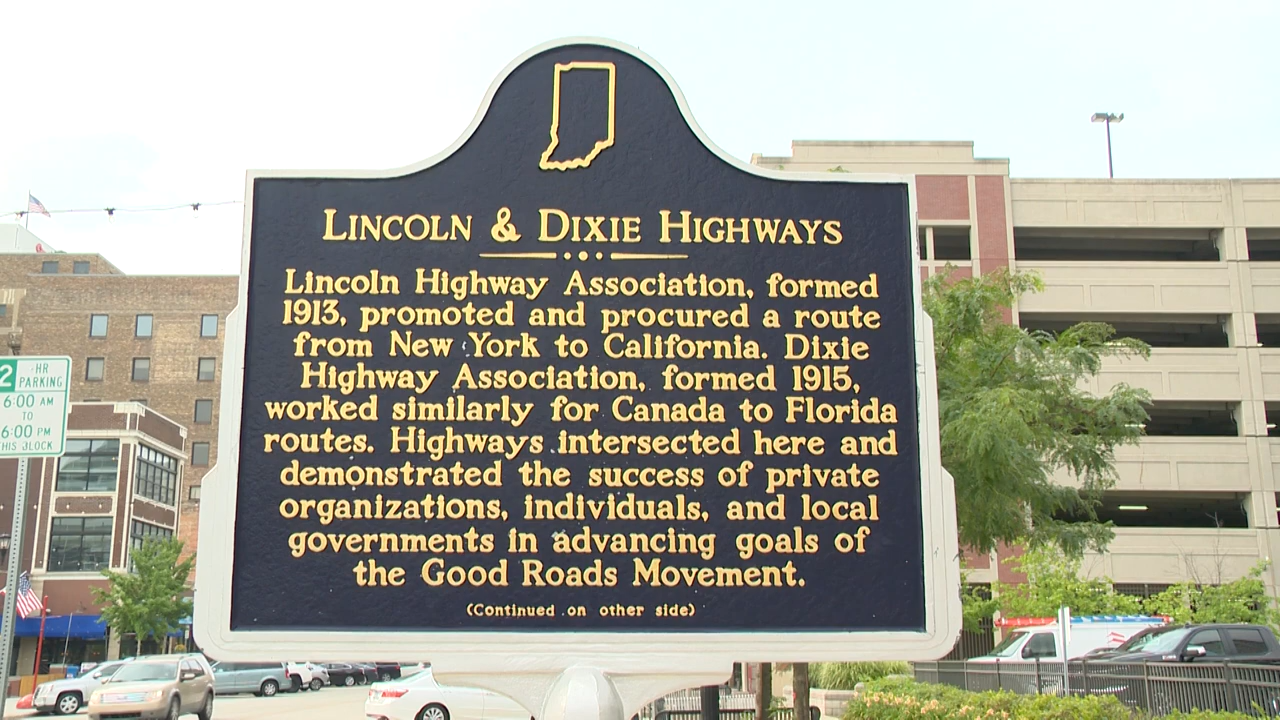 LINCOLN & DIXIE HIGHWAYS
Lincoln Highway Association, formed
1913, promoted and procured a route
from New York to California. Dixie
Highway Association, formed 1915,
worked similarly for Canada to Florida
routes. Highways intersected here and
demonstrated the success of private
organizations, individuals, and local
governments in advancing goals of
the Good Roads Movement.
(Continued on other side)
2 HR
PARKING
6:00 AM
TO
6:00 PM
THIS BLOCK